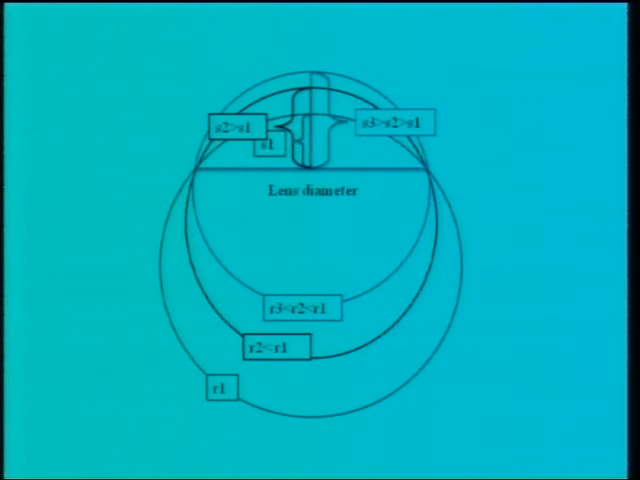 s2>s1
s3>s2>s1
s1
Lens diameter
r3<r2<r1
r2<r1
r1